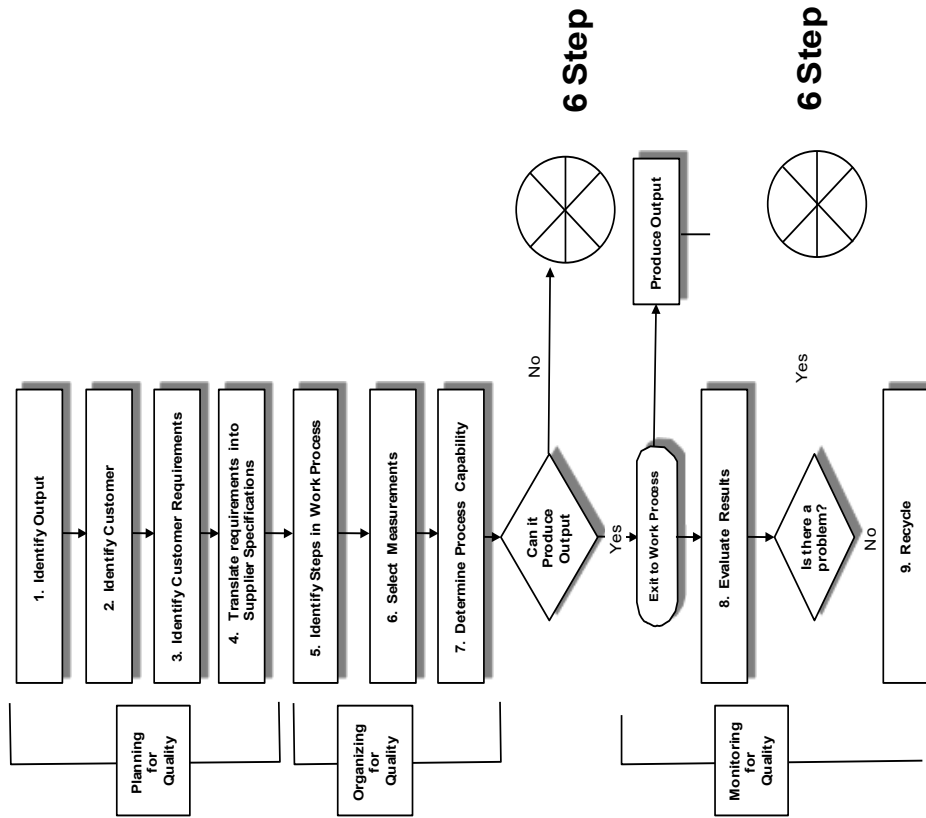 Planning
for
Quality
1. Identify Output
2. Identify Customer
3. Identify Customer Requirements
4. Translate requirements into
Supplier Specifications
Organizing
for
Quality
5. Identify Steps in Work Process
6. Select Measurements
7. Determine Process Capability
Can it
Produce
Output
No
6 Step
Yes
Exit to Work Process
Produce Output
Monitoring
for
Quality
8. Evaluate Results
Is there a
problem?
Yes
6 Step
No
9. Recycle